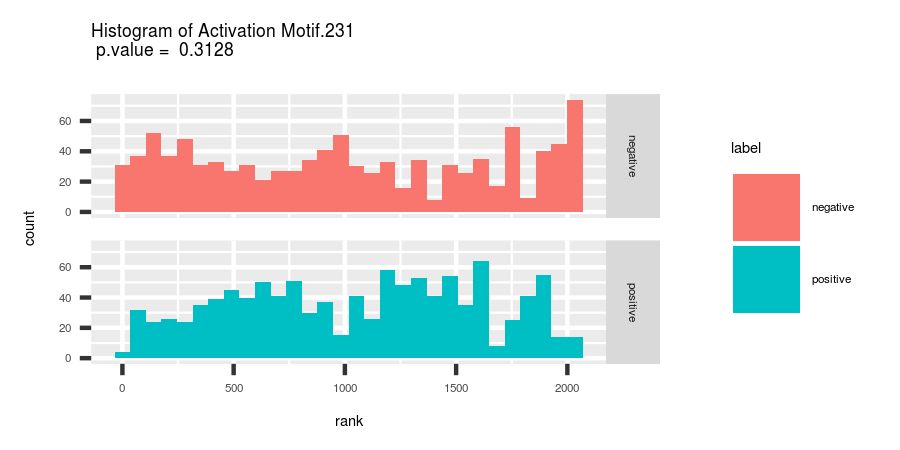 Histogram of Activation Motif.231
p.value = 0.3128
count
60
40
20
0
negative
60
40
20
0
positive
0 500 1000 1500 2000
rank
label
negative
positive